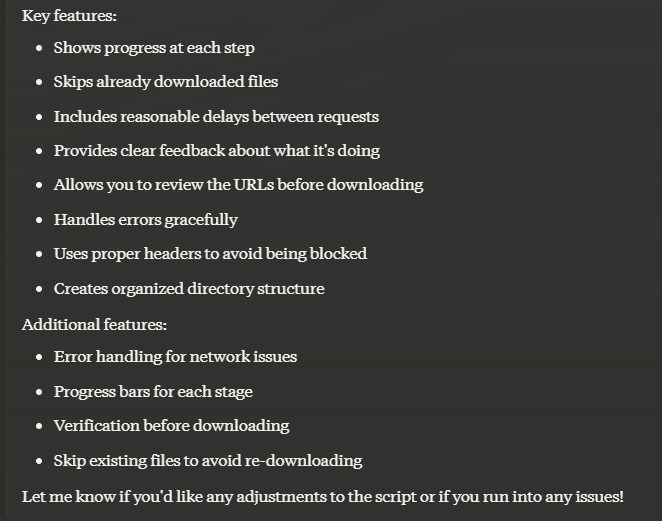 Key features:
• Shows progress at each step
• Skips already downloaded files
• Includes reasonable delays between requests
• Provides clear feedback about what it's doing
• Allows you to review the URLs before downloading
• Handles errors gracefully
• Uses proper headers to avoid being blocked
• Creates organized directory structure
Additional features:
• Error handling for network issues
• Progress bars for each stage
• Verification before downloading
• Skip existing files to avoid re-downloading
Let me know if you'd like any adjustments to the script or if you run into any issues!